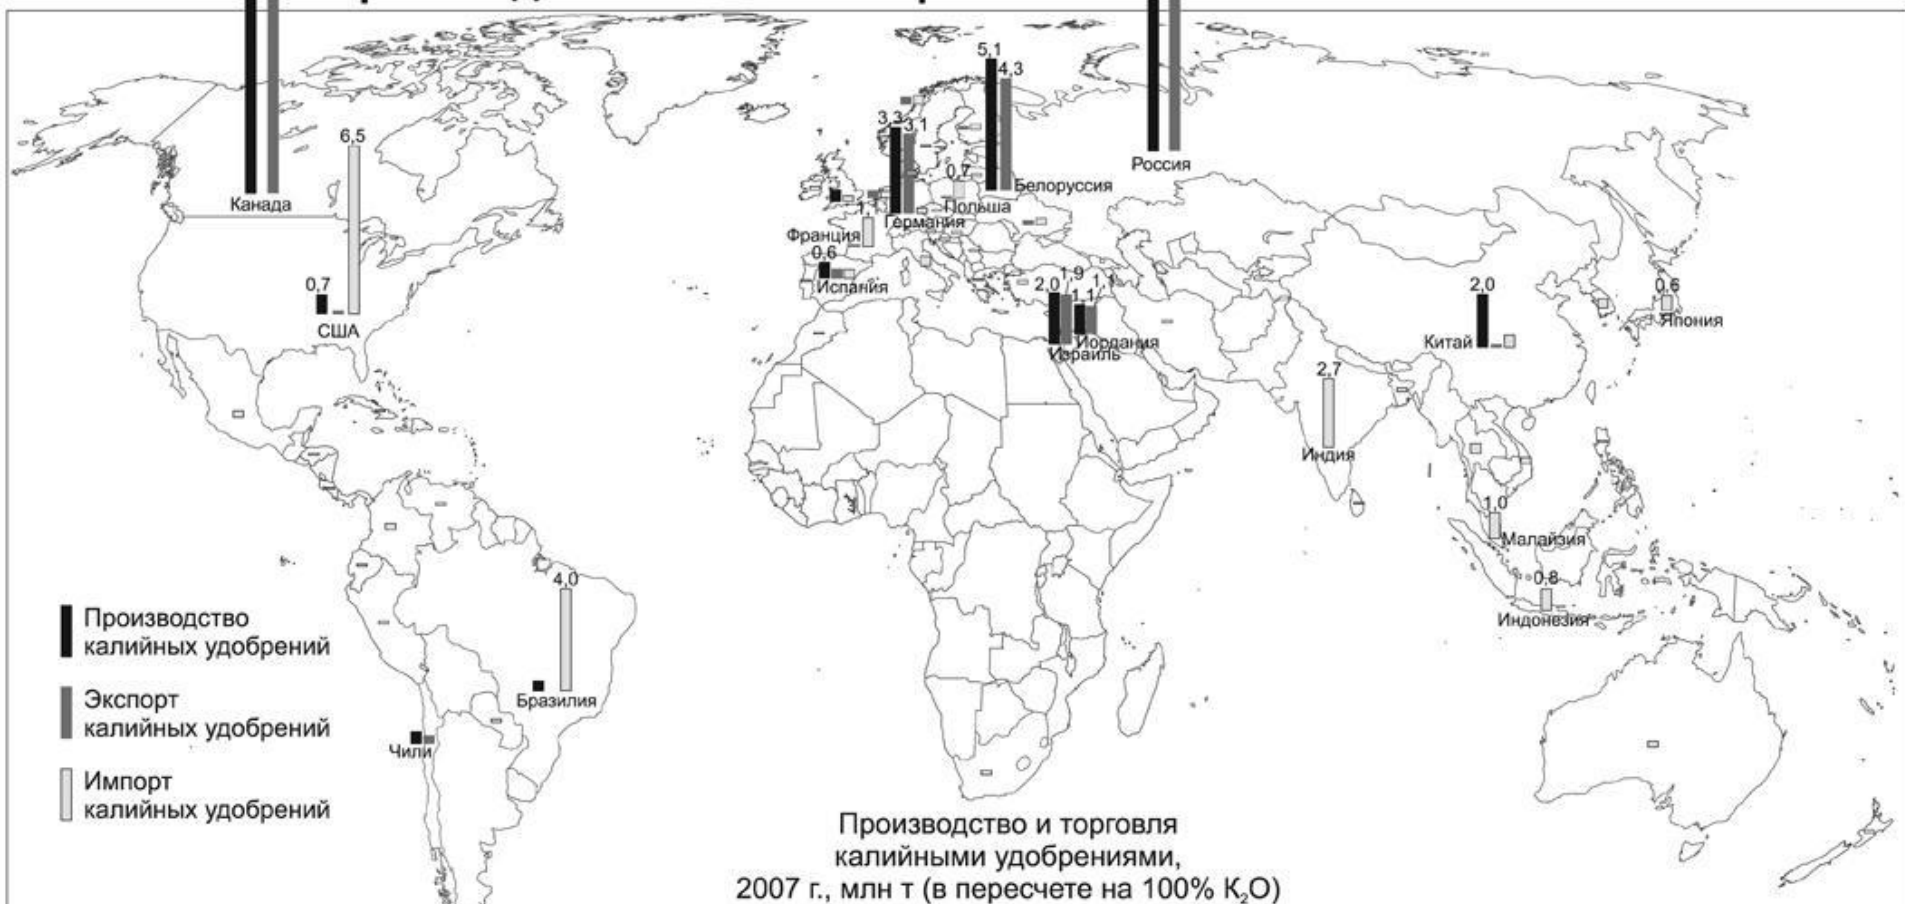 5,1
4,3
6,5
3,3
3,1
Россия
0,7
Белоруссия
Канада
Польша
1,1
Германия
Франция
0,6
Испания
1,9
2,0
1,1
1,1
0,7
2,0
0,6
США
Япония
Иордания
Китай
Израиль
2,7
Индия
1,0
Малайзия
4,0
0,8
Производство
калийных удобрений
Индонезия
Экспорт
калийных удобрений
Бразилия
Чили
Импорт
калийных удобрений
Производство и торговля
калийными удобрениями,
2007 г., млн т (в пересчете на 100% K₂O)